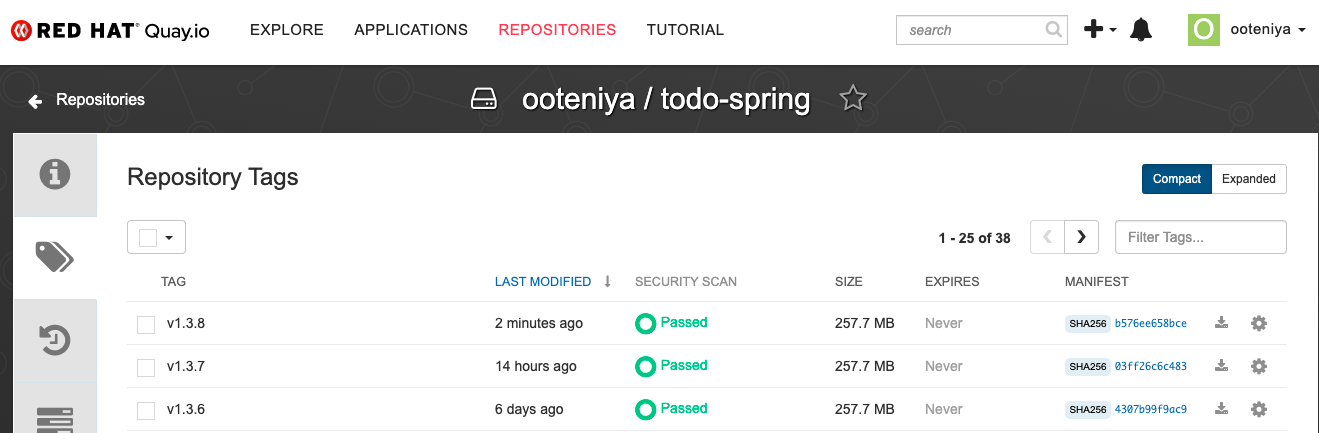 RED HAT Quay.io EXPLORE APPLICATIONS REPOSITORIES TUTORIAL search O ooteniya
Repositories ooteniya / todo-spring
Repository Tags Compact Expanded
1 - 25 of 38 Filter Tags...
TAG LAST MODIFIED SECURITY SCAN SIZE EXPIRES MANIFEST
v1.3.8 2 minutes ago Passed 257.7 MB Never SHA256 b576ee658bce
v1.3.7 14 hours ago Passed 257.7 MB Never SHA256 03ff26c6c483
v1.3.6 6 days ago Passed 257.7 MB Never SHA256 4307b99f9ac9